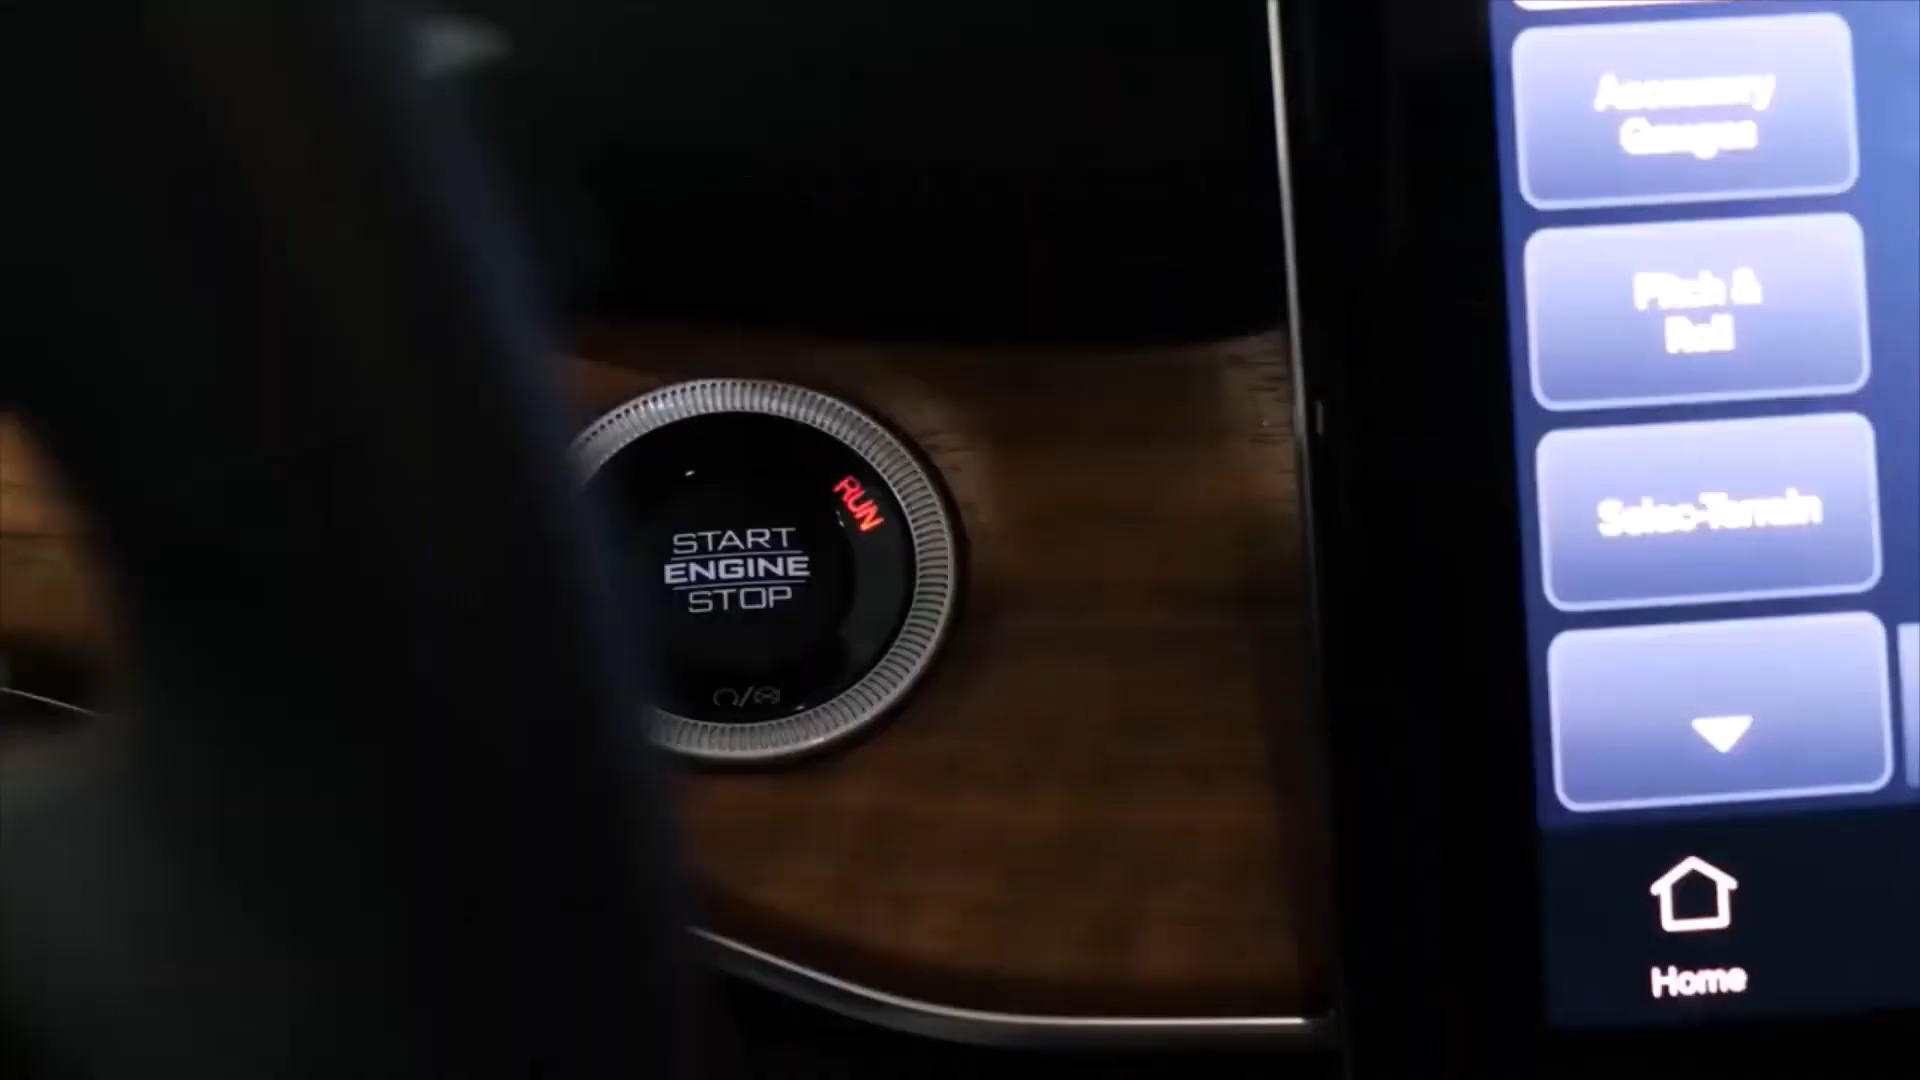 Accessory
Gauges
Pitch &
Roll
RUN
Selec-Terrain
START
ENGINE
STOP
Home